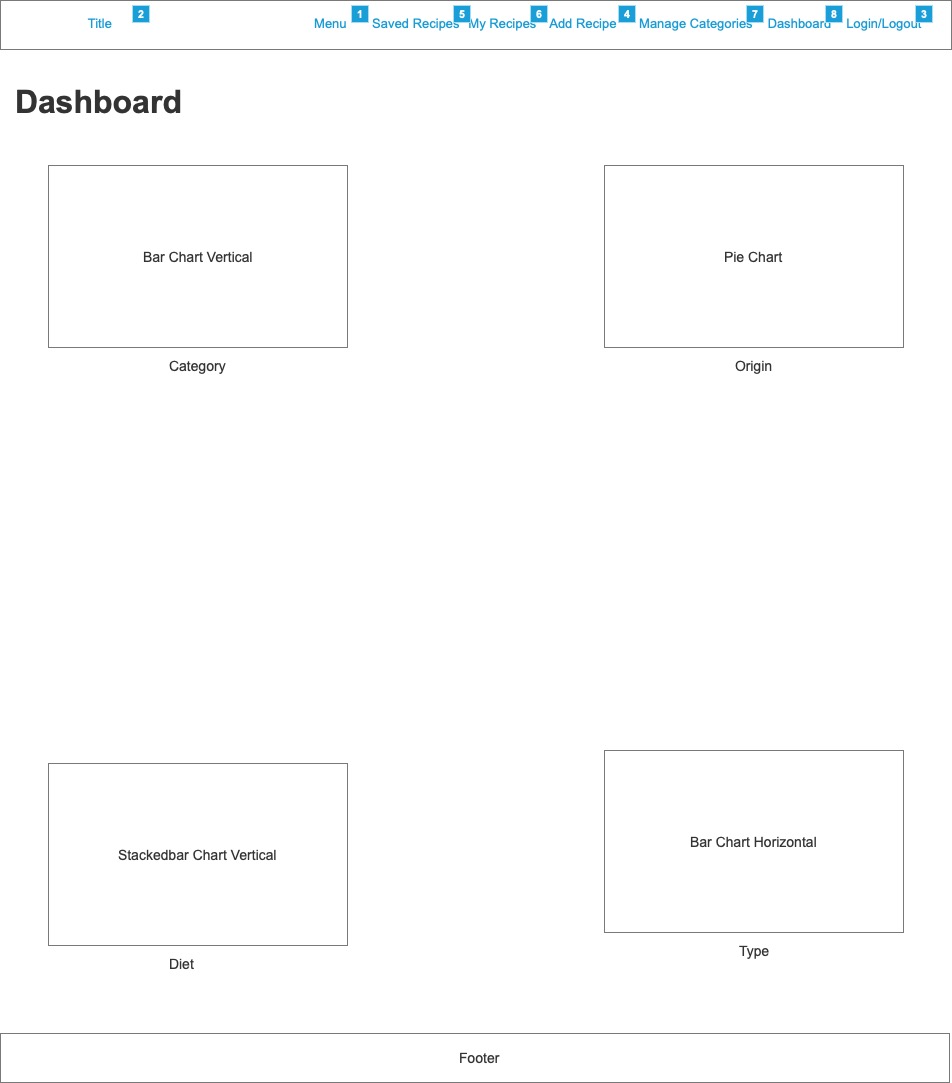 Title 2 Menu 1 Saved Recipes 5 My Recipes 6 Add Recipe 4 Manage Categories 7 Dashboard 8 Login/Logout 3
Dashboard
Bar Chart Vertical
Pie Chart
Category
Origin
Stackedbar Chart Vertical
Bar Chart Horizontal
Diet
Type
Footer